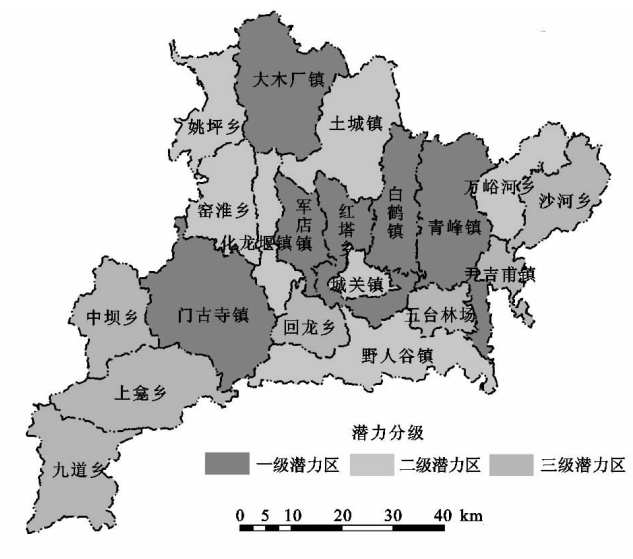 大木厂镇
姚坪乡
土城镇
万峪河乡
沙河乡
窑淮乡
化龙堰镇
军店镇
红塔乡
白鹤镇
青峰镇
尹吉甫镇
城关镇
中坝乡
门古寺镇
回龙乡
五台林场
野人谷镇
上龛乡
九道乡
潜力分级
一级潜力区 二级潜力区 三级潜力区
0 5 10 20 30 40 km